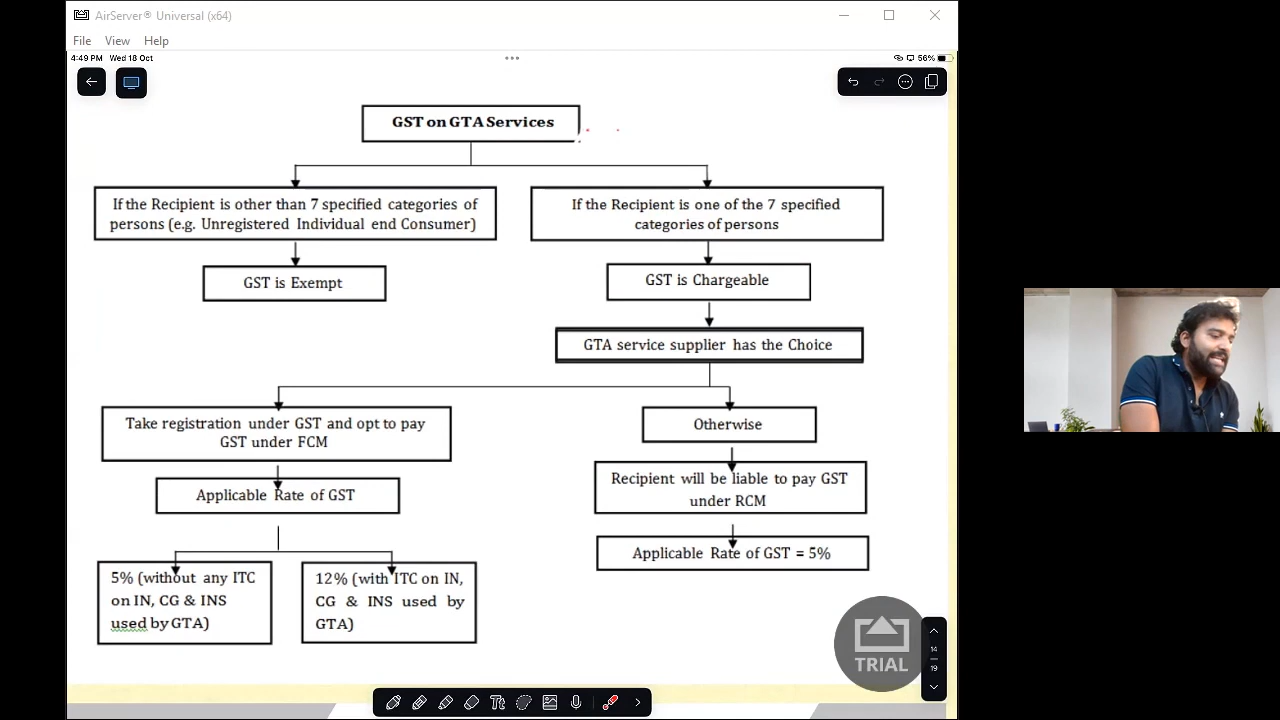 AirServer® Universal (x64)
File View Help
4:49 PM Wed 18 Oct
56%
GST on GTA Services
If the Recipient is other than 7 specified categories of
persons (e.g. Unregistered Individual end Consumer)
If the Recipient is one of the 7 specified
categories of persons
GST is Exempt
GST is Chargeable
GTA service supplier has the Choice
Take registration under GST and opt to pay
GST under FCM
Otherwise
Applicable Rate of GST
Recipient will be liable to pay GST
under RCM
Applicable Rate of GST = 5%
5% (without any ITC
on IN, CG & INS
used by GTA)
12% (with ITC on IN,
CG & INS used by
GTA)
TRIAL
14
19
Tt